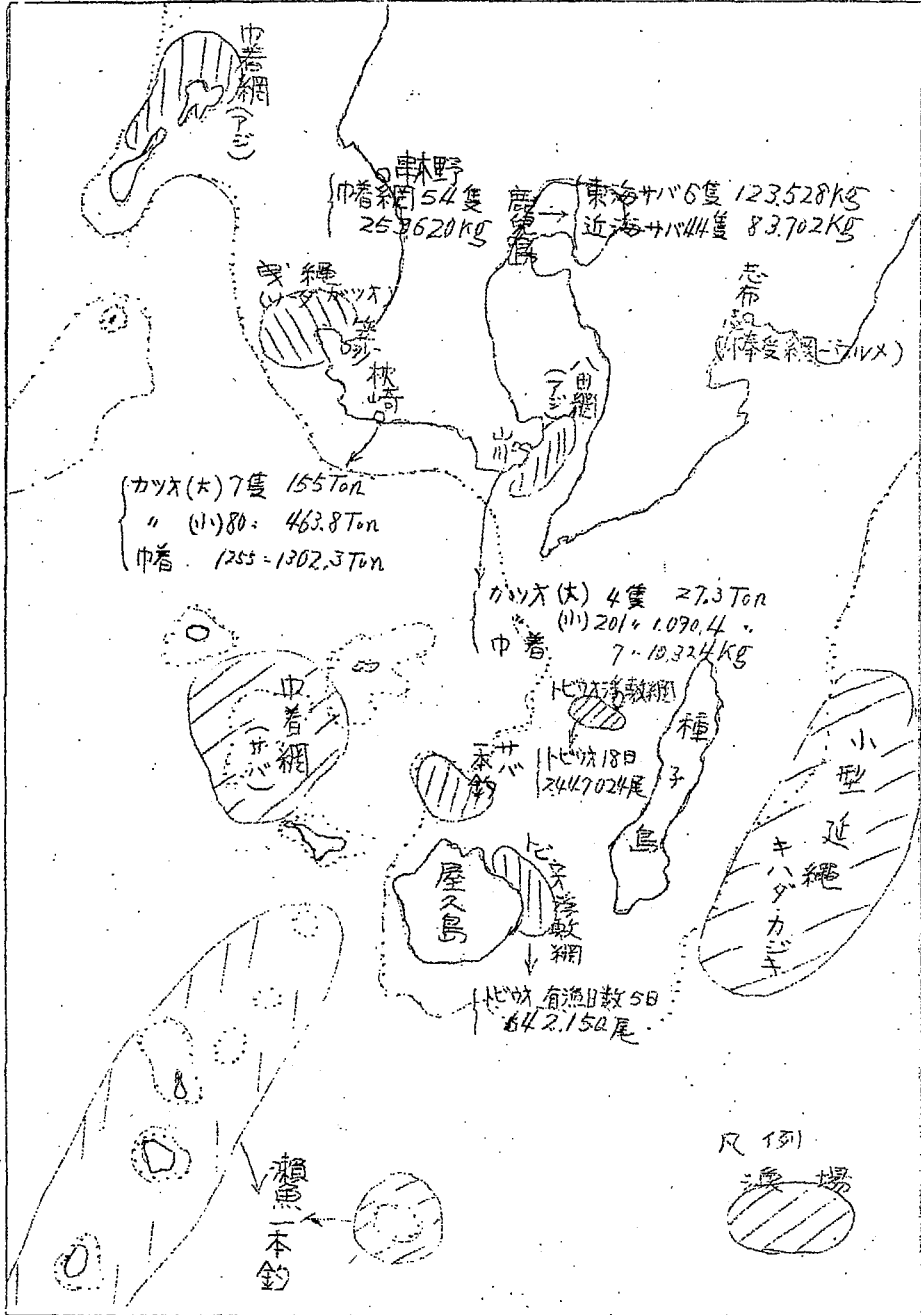 巾着網(アジ)
串木野
巾着網54隻
253620Kg
鹿児島
東海サバ6隻 123.528Kg
近海サバ44隻 83.702Kg
曳縄
(ソーダガツオ)
笠沙
枕崎
志布志
(棒受網-ウルメ)
八田網
(アジ)
山川
カツオ(大)7隻 155Ton
〃 (小)80〃 463.8Ton
巾着 1255〃1302.3Ton
カツオ(大) 4隻 27.3Ton
(小)201〃1.090.4〃
巾着 7〃10.324Kg
トビウオ浮敷網
トビウオ18日
2.447024尾
種子島
巾着網
(サバ)
サバ
一本釣
屋久島
トビウオ浮敷網
トビウオ 有漁日数5日
642.150尾
小型延縄
キハダ・カジキ
瀬魚一本釣
凡例
漁場